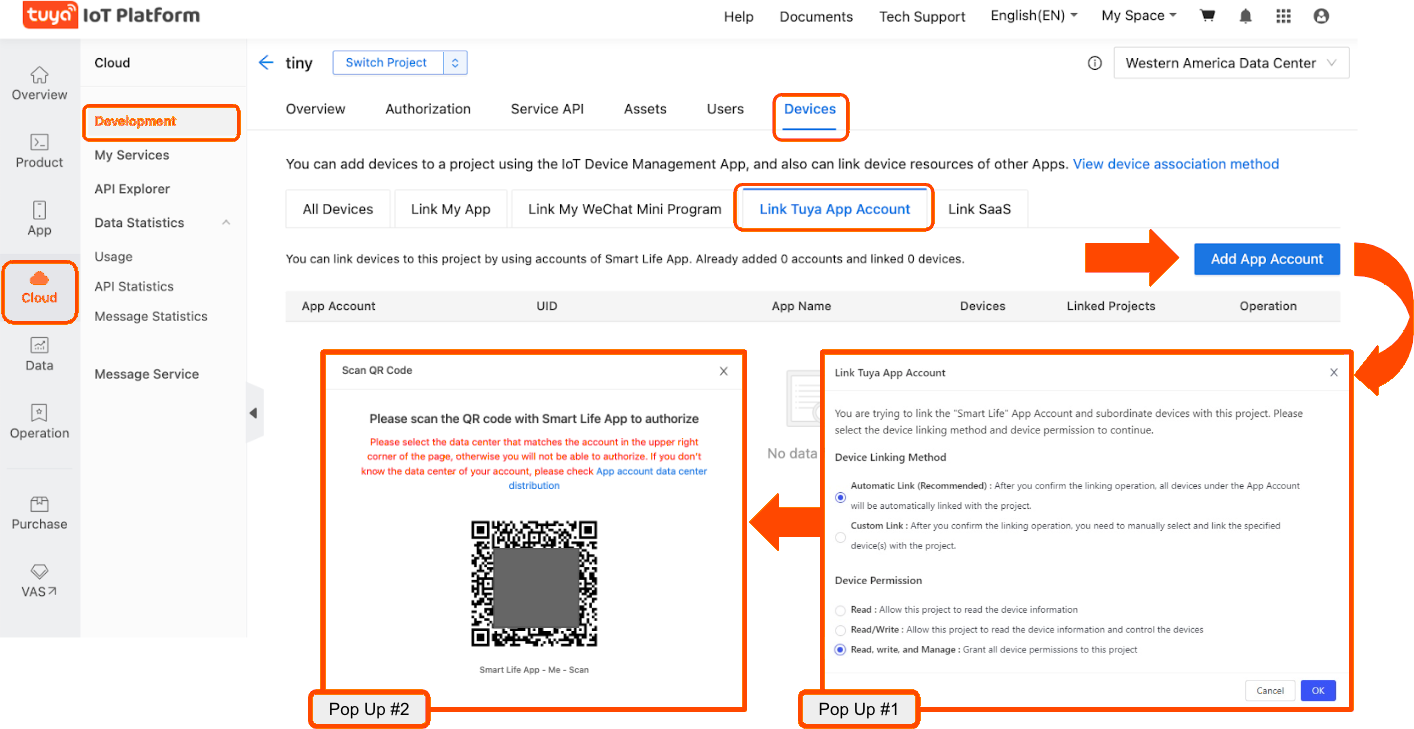 tuya IoT Platform
Help Documents Tech Support English(EN) My Space
Overview
Product
App
Cloud
Data
Operation
Purchase
VAS
Cloud
Development
My Services
API Explorer
Data Statistics
Usage
API Statistics
Message Statistics
Message Service
tiny Switch Project Western America Data Center
Overview Authorization Service API Assets Users Devices
You can add devices to a project using the IoT Device Management App, and also can link device resources of other Apps. View device association method
All Devices Link My App Link My WeChat Mini Program Link Tuya App Account Link SaaS
You can link devices to this project by using accounts of Smart Life App. Already added 0 accounts and linked 0 devices. Add App Account
App Account UID App Name Devices Linked Projects Operation
No data
Link Tuya App Account X
You are trying to link the "Smart Life" App Account and subordinate devices with this project. Please
select the device linking method and device permission to continue.
Device Linking Method
Automatic Link (Recommended) : After you confirm the linking operation, all devices under the App Account
will be automatically linked with the project.
Custom Link : After you confirm the linking operation, you need to manually select and link the specified
device(s) with the project.
Device Permission
Read : Allow this project to read the device information
Read/Write : Allow this project to read the device information and control the devices
Read, write, and Manage : Grant all device permissions to this project
Cancel OK
Pop Up #1
Scan QR Code X
Please scan the QR code with Smart Life App to authorize
Please select the data center that matches the account in the upper right
corner of the page, otherwise you will not be able to authorize. If you don't
know the data center of your account, please check App account data center
distribution
Smart Life App - Me - Scan
Pop Up #2